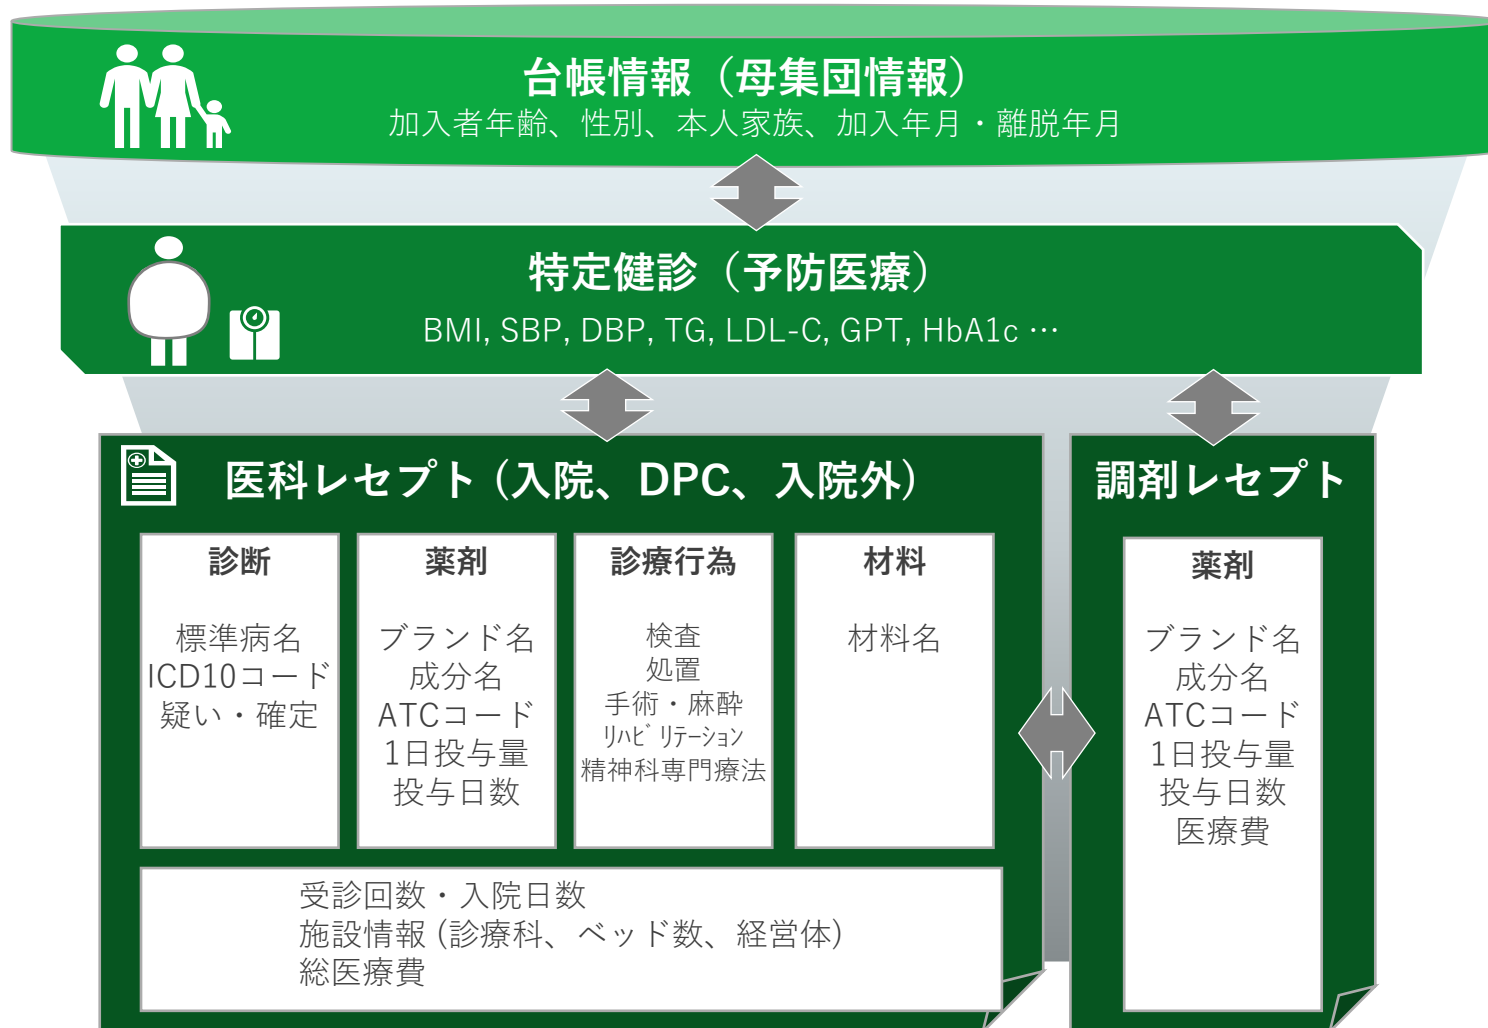 台帳情報（母集団情報）
加入者年齢、性別、本人家族、加入年月・離脱年月
特定健診（予防医療）
BMI, SBP, DBP, TG, LDL-C, GPT, HbA1c …
医科レセプト (入院、DPC、入院外)
診断
標準病名
ICD10コード
疑い・確定
薬剤
ブランド名
成分名
ATCコード
1日投与量
投与日数
診療行為
検査
処置
手術・麻酔
ﾘﾊﾋﾞﾘﾃｰｼｮﾝ
精神科専門療法
材料
材料名
受診回数・入院日数
施設情報 (診療科、ベッド数、経営体)
総医療費
調剤レセプト
薬剤
ブランド名
成分名
ATCコード
1日投与量
投与日数
医療費